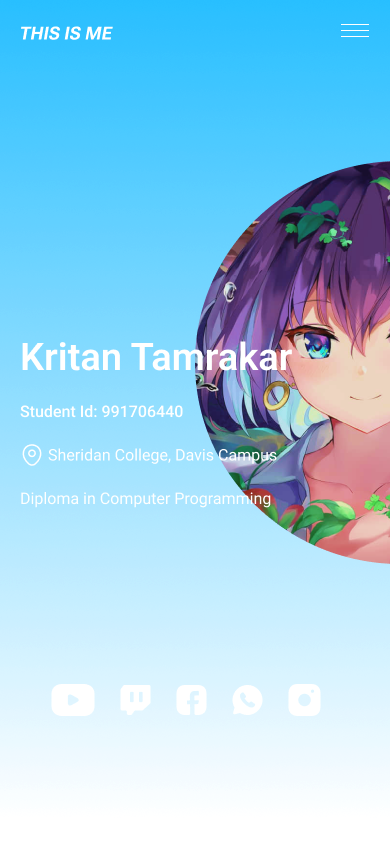 THIS IS ME
Kritan Tamrakar
Student Id: 991706440
Sheridan College, Davis Campus
Diploma in Computer Programming